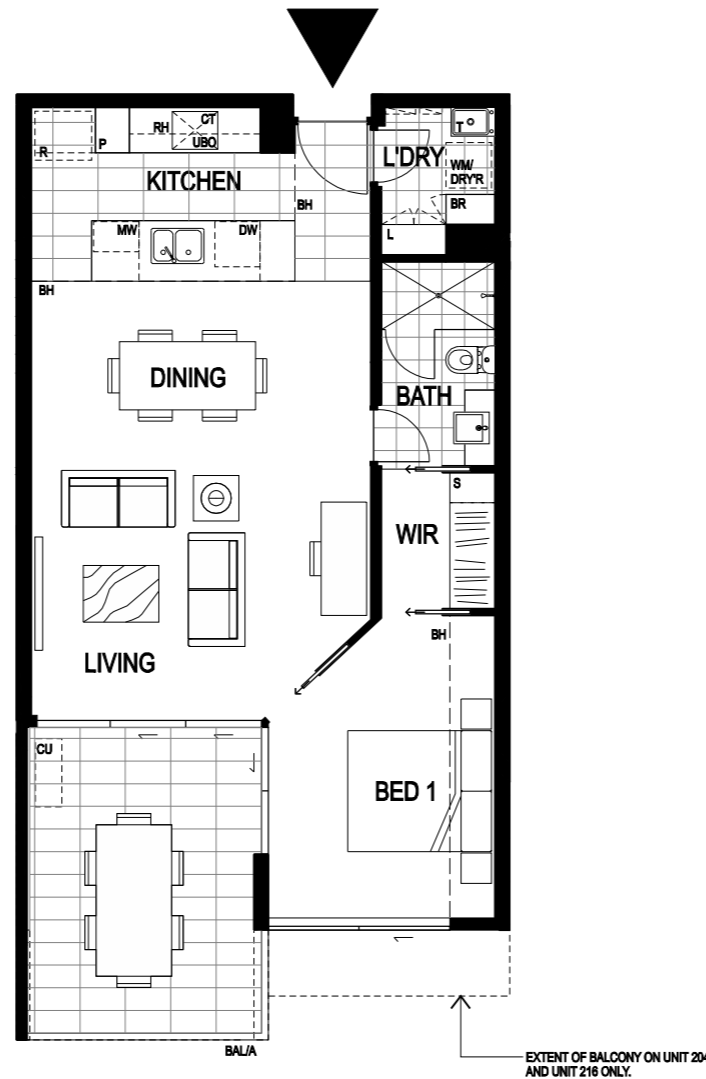 CT
RH
UBO
T
R
P
L'DRY
WM/
DRY'R
KITCHEN
BH
BR
MW
DW
L
BH
DINING
BATH
S
WIR
BH
LIVING
CU
BED 1
BAL/A
EXTENT OF BALCONY ON UNIT 204
AND UNIT 216 ONLY.